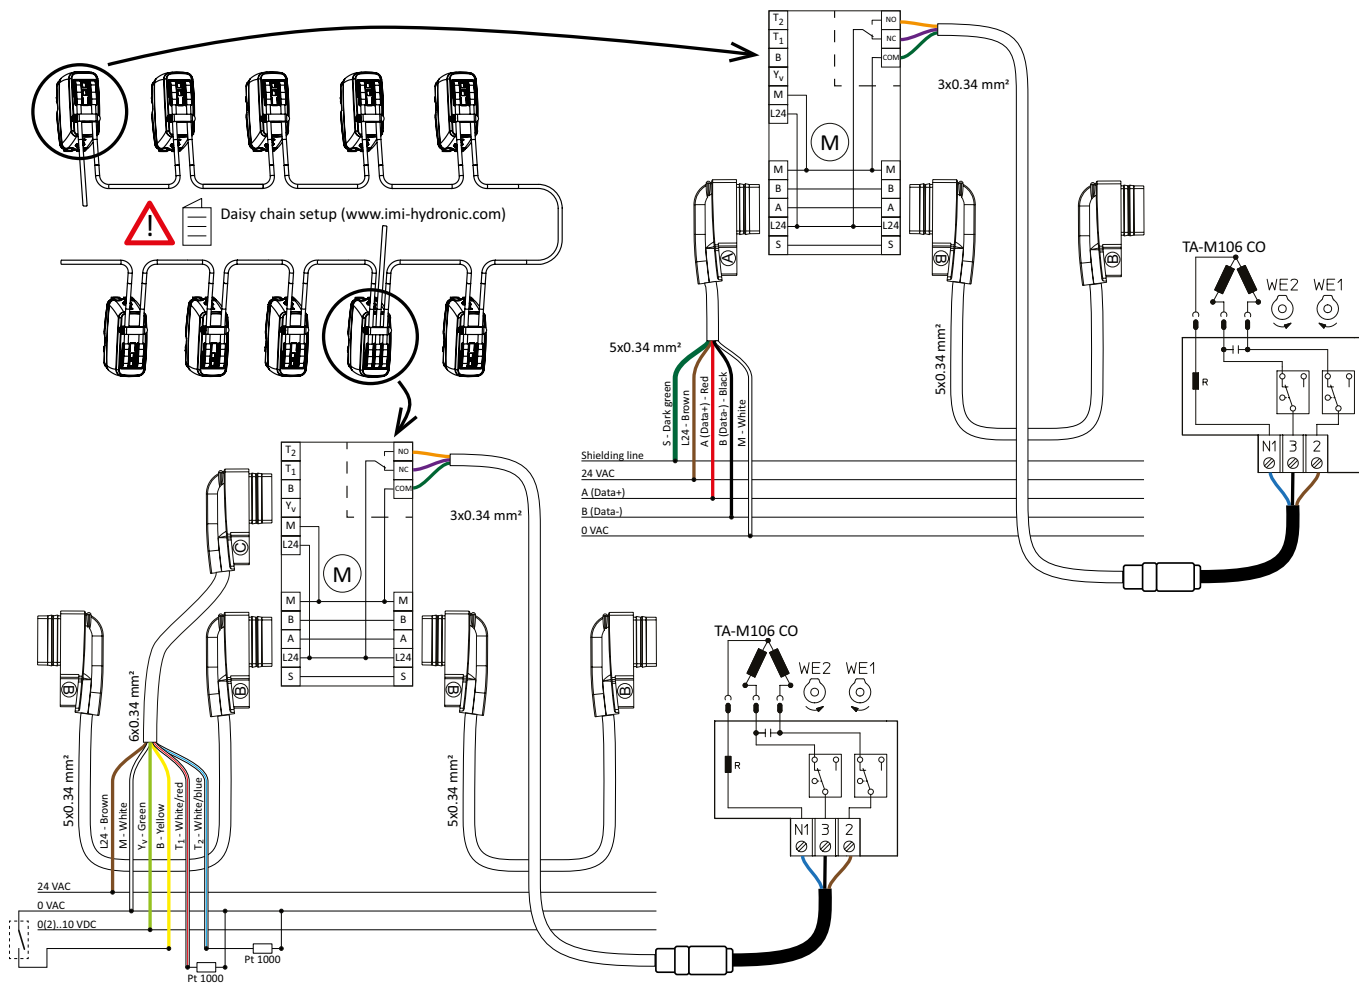 T2
T1
B
Yv
M
L24
NO
NC
COM
M
M
B
A
L24
S
M
B
A
L24
S
3x0.34 mm²
Daisy chain setup (www.imi-hydronic.com)
A
B
B
5x0.34 mm²
5x0.34 mm²
S - Dark green
L24 - Brown
A (Data+) - Red
B (Data-) - Black
M - White
Shielding line
24 VAC
A (Data+)
B (Data-)
0 VAC
TA-M106 CO
WE2 WE1
R
N1 3 2
T2
T1
B
Yv
M
L24
NO
NC
COM
M
M
B
A
L24
S
M
B
A
L24
S
3x0.34 mm²
C
B
B
B
B
6x0.34 mm²
5x0.34 mm²
5x0.34 mm²
L24 - Brown
M - White
Yv - Green
B - Yellow
T1 - White/red
T2 - White/blue
24 VAC
0 VAC
0(2)..10 VDC
Pt 1000
Pt 1000
TA-M106 CO
WE2 WE1
R
N1 3 2